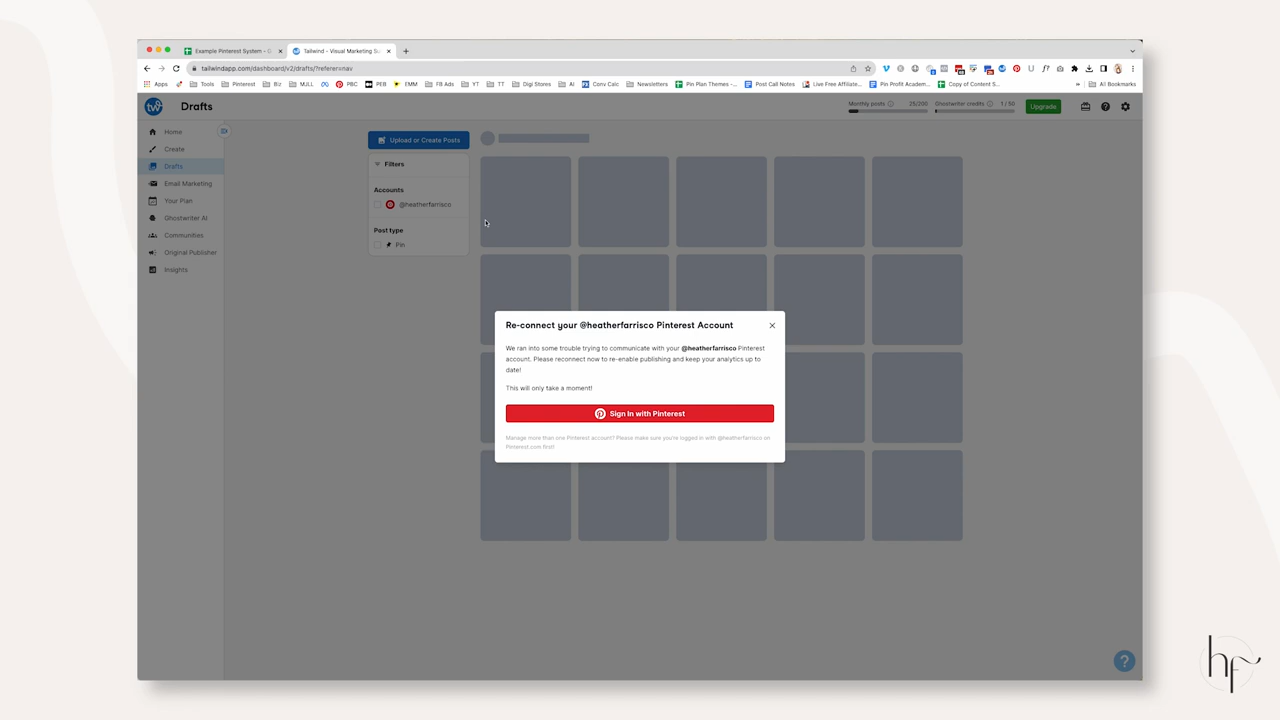 Example Pinterest System - G
Tailwind - Visual Marketing Su
tailwindapp.com/dashboard/v2/drafts/?referer=nav
Apps
Tools
Pinterest
Biz
MJLL
PBC
PEB
EMM
FB Ads
YT
TT
Digi Stores
AI
Conv Calc
Newsletters
Pin Plan Themes -...
Post Call Notes
Live Free Affiliate...
Pin Profit Academ...
Copy of Content S...
»
All Bookmarks
Drafts
Monthly posts
25/200
Ghostwriter credits
1 / 50
Upgrade
Home
Create
Drafts
Email Marketing
Your Plan
Ghostwriter AI
Communities
Original Publisher
Insights
Upload or Create Posts
Filters
Accounts
@heatherfarrisco
Post type
Pin
Re-connect your @heatherfarrisco Pinterest Account
We ran into some trouble trying to communicate with your @heatherfarrisco Pinterest
account. Please reconnect now to re-enable publishing and keep your analytics up to
date!
This will only take a moment!
Sign In with Pinterest
Manage more than one Pinterest account? Please make sure you're logged in with @heatherfarrisco on
Pinterest.com first!
?
hf